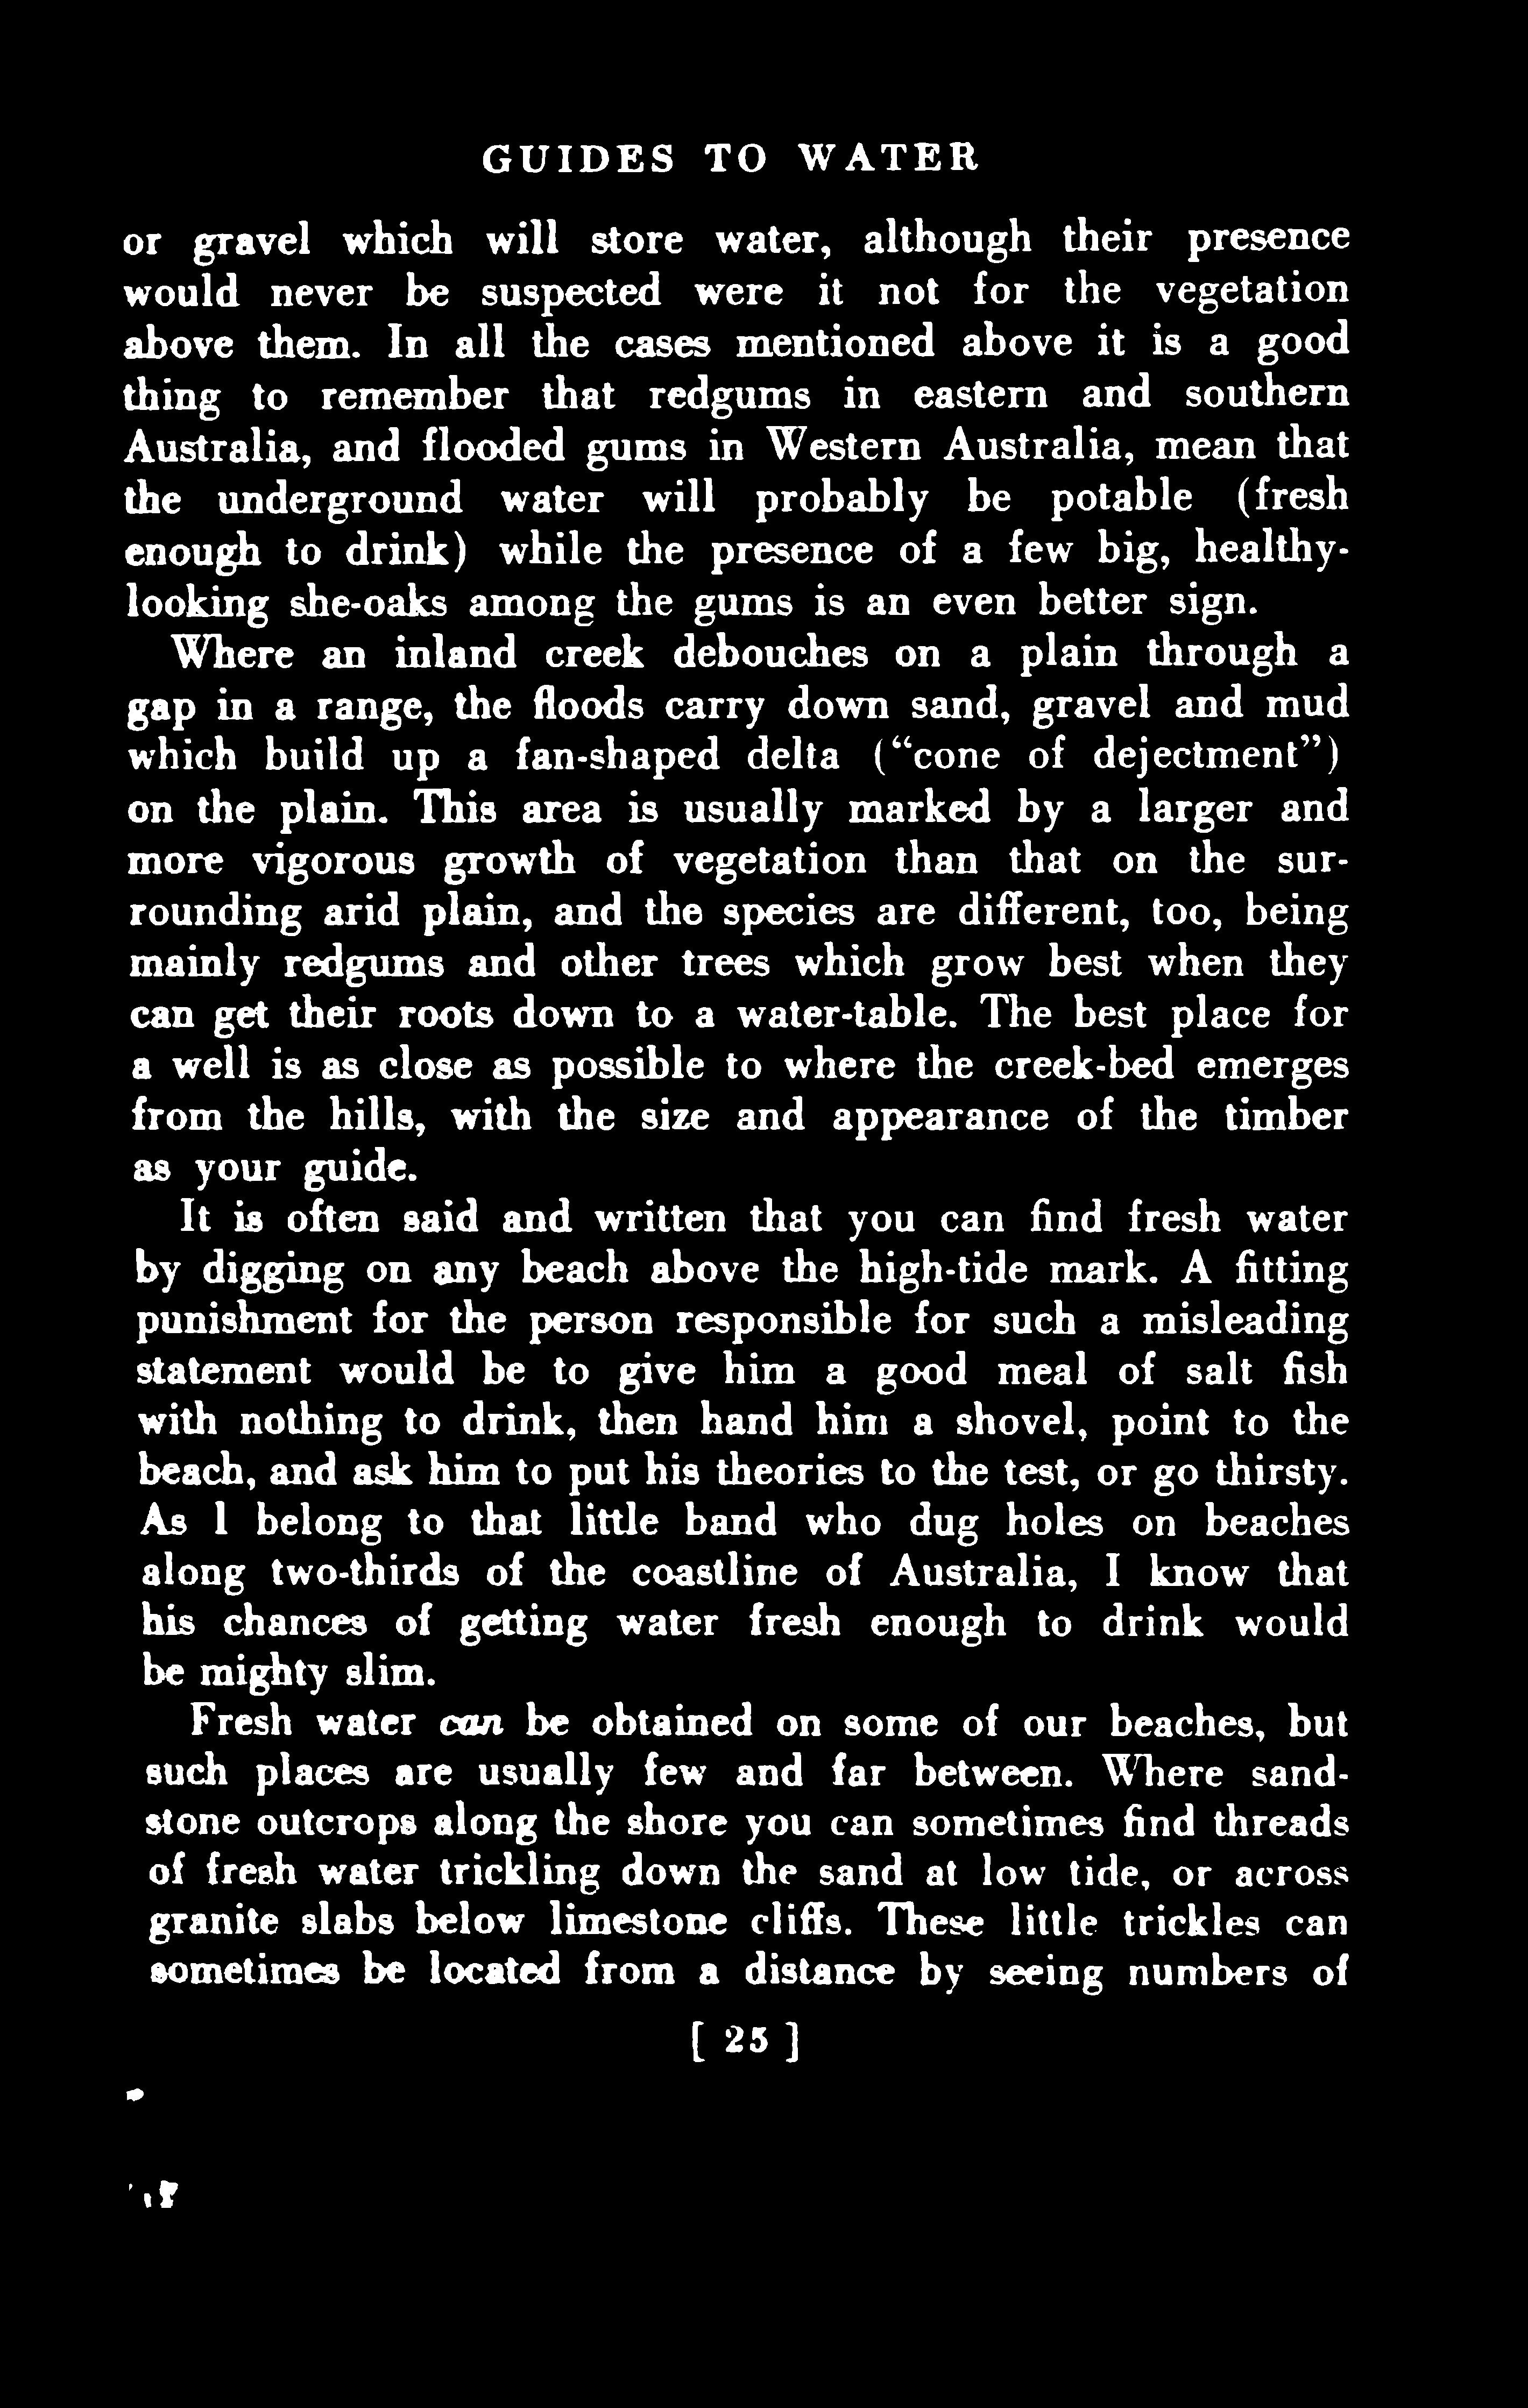 GUIDES TO WATER
or gravel which will store water, although their presence
would never be suspected were it not for the vegetation
above them. In all the cases mentioned above it is a good
thing to remember that redgums in eastern and southern
Australia, and flooded gums in Western Australia, mean that
the underground water will probably be potable (fresh
enough to drink) while the presence of a few big, healthy-
looking she-oaks among the gums is an even better sign.
Where an inland creek debouches on a plain through a
gap in a range, the floods carry down sand, gravel and mud
which build up a fan-shaped delta (“cone of dejectment”)
on the plain. This area is usually marked by a larger and
more vigorous growth of vegetation than that on the sur-
rounding arid plain, and the species are different, too, being
mainly redgums and other trees which grow best when they
can get their roots down to a water-table. The best place for
a well is as close as possible to where the creek-bed emerges
from the hills, with the size and appearance of the timber
as your guide.
It is often said and written that you can find fresh water
by digging on any beach above the high-tide mark. A fitting
punishment for the person responsible for such a misleading
statement would be to give him a good meal of salt fish
with nothing to drink, then hand him a shovel, point to the
beach, and ask him to put his theories to the test, or go thirsty.
As I belong to that little band who dug holes on beaches
along two-thirds of the coastline of Australia, I know that
his chances of getting water fresh enough to drink would
be mighty slim.
Fresh water can be obtained on some of our beaches, but
such places are usually few and far between. Where sand-
stone outcrops along the shore you can sometimes find threads
of fresh water trickling down the sand at low tide, or across
granite slabs below limestone cliffs. These little trickles can
sometimes be located from a distance by seeing numbers of
[ 25 ]